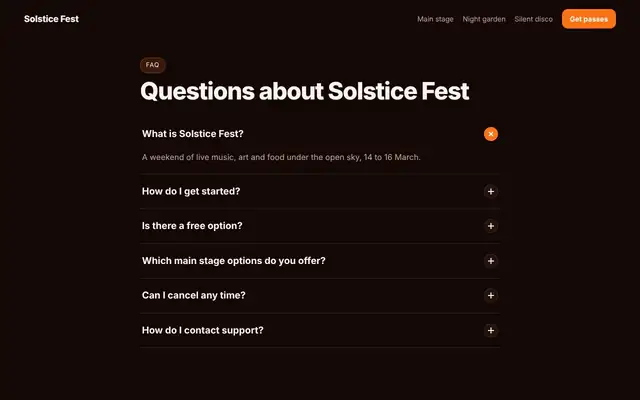 Solstice Fest
Main stage Night garden Silent disco Get passes
FAQ
Questions about Solstice Fest
What is Solstice Fest?
A weekend of live music, art and food under the open sky, 14 to 16 March.
How do I get started?
Is there a free option?
Which main stage options do you offer?
Can I cancel any time?
How do I contact support?